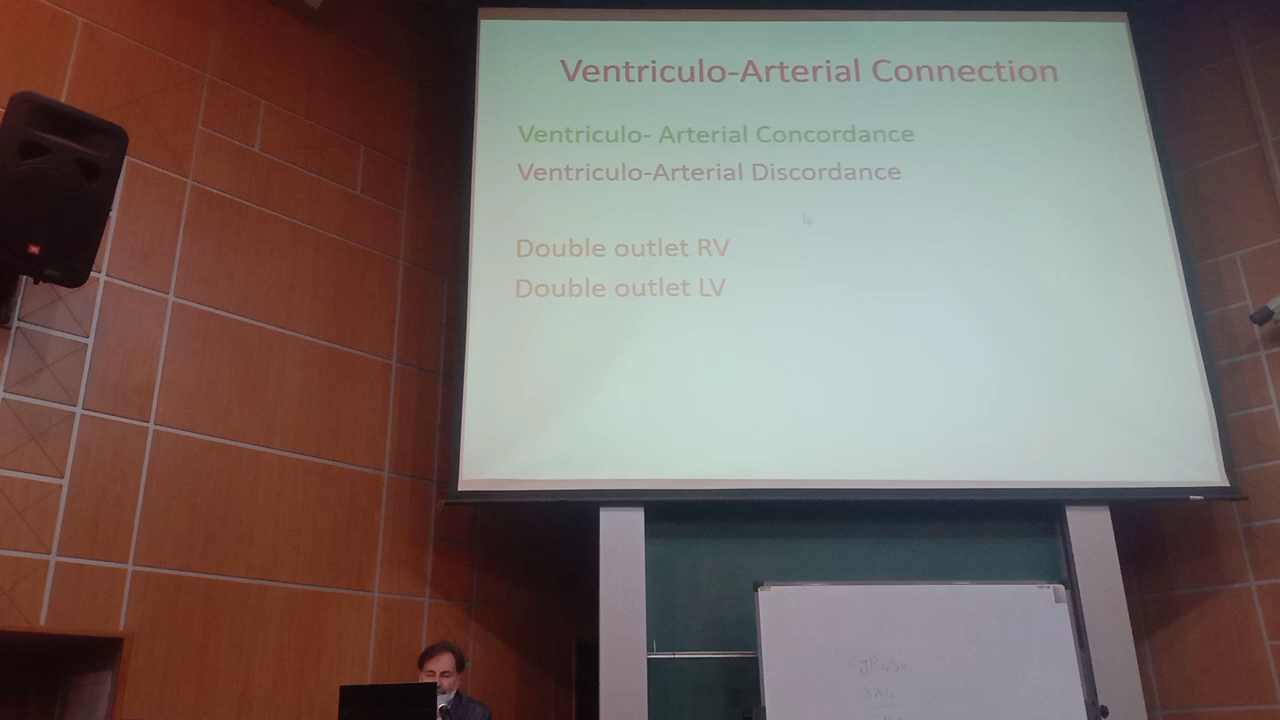 Ventriculo-Arterial Connection
Ventriculo- Arterial Concordance
Ventriculo-Arterial Discordance
Double outlet RV
Double outlet LV